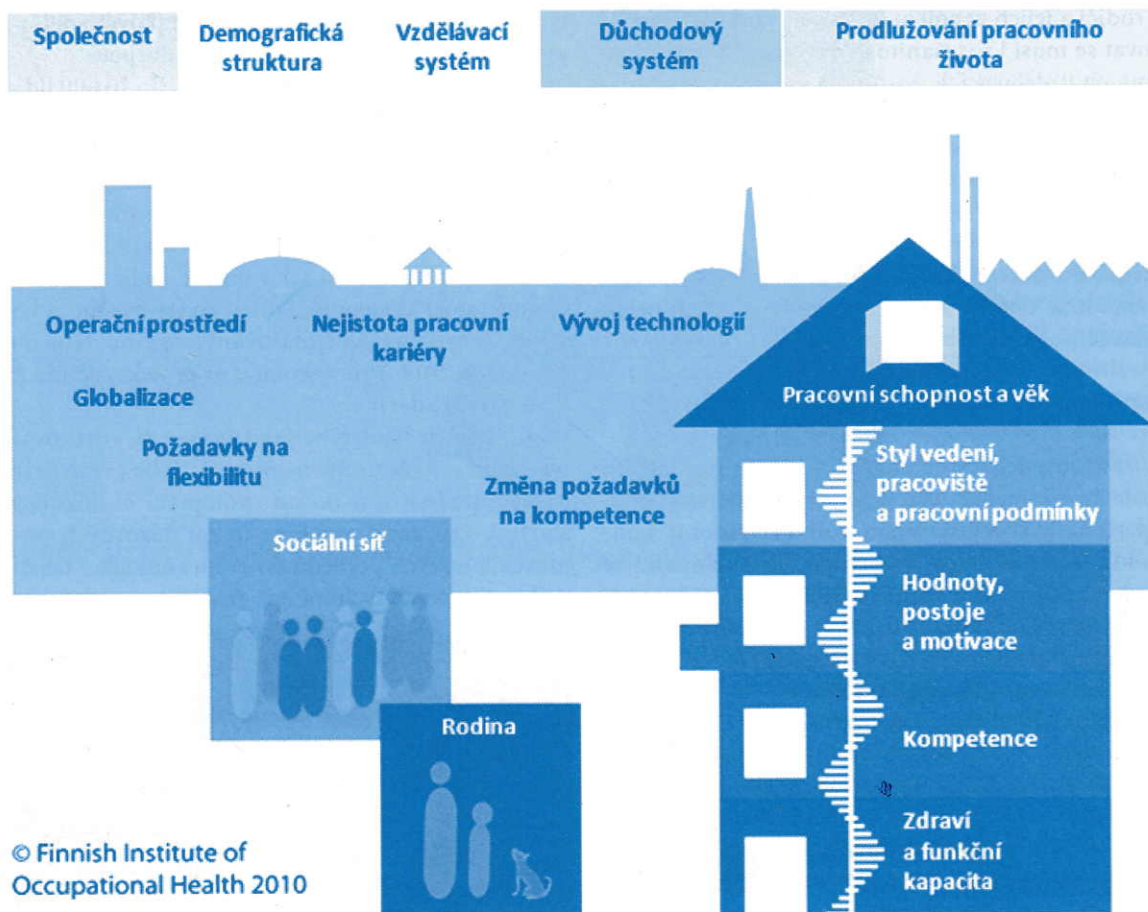 Společnost
Demografická
struktura
Vzdělávací
systém
Důchodový
systém
Prodlužování pracovního
života
Operační prostředí
Nejistota pracovní
kariéry
Vývoj technologií
Globalizace
Požadavky na
flexibilitu
Změna požadavků
na kompetence
Sociální síť
Rodina
Pracovní schopnost a věk
Styl vedení,
pracoviště
a pracovní podmínky
Hodnoty,
postoje
a motivace
Kompetence
Zdraví
a funkční
kapacita
© Finnish Institute of
Occupational Health 2010